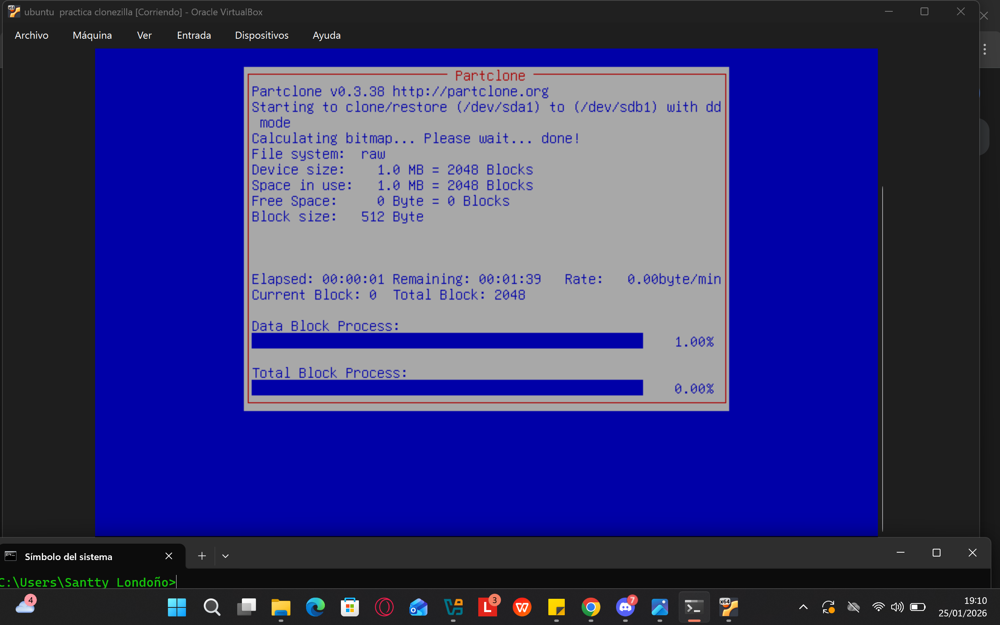 ubuntu  practica clonezilla [Corriendo] - Oracle VirtualBox
Archivo Máquina Ver Entrada Dispositivos Ayuda
Partclone
Partclone v0.3.38 http://partclone.org
Starting to clone/restore (/dev/sda1) to (/dev/sdb1) with dd
mode
Calculating bitmap... Please wait... done!
File system:  raw
Device size:    1.0 MB = 2048 Blocks
Space in use:   1.0 MB = 2048 Blocks
Free Space:     0 Byte = 0 Blocks
Block size:   512 Byte
Elapsed: 00:00:01 Remaining: 00:01:39   Rate:   0.00byte/min
Current Block: 0  Total Block: 2048
Data Block Process:
1.00%
Total Block Process:
0.00%
Símbolo del sistema
C:\Users\Santty Londoño>
4
x64
3
7
x64
19:10
25/01/2026